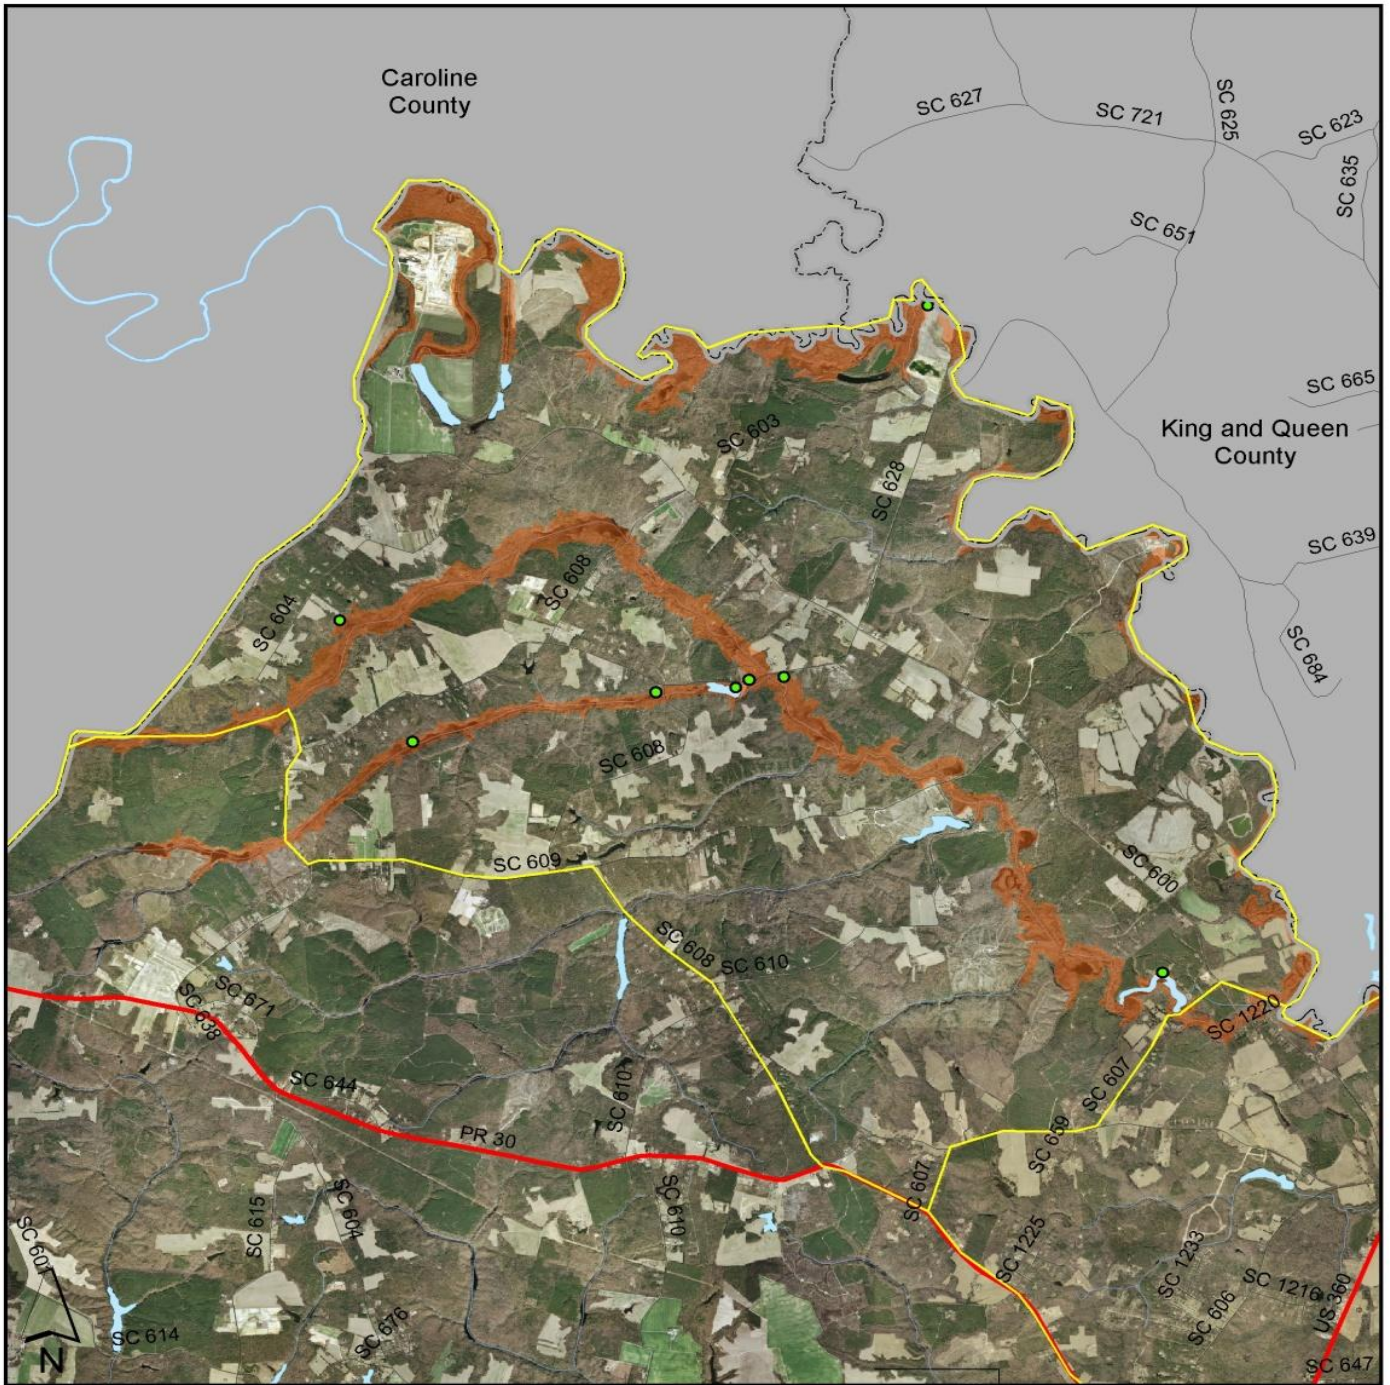 Caroline
County
SC 627
SC 721
SC 625
SC 623
SC 635
SC 651
SC 665
King and Queen
County
SC 603
SC 628
SC 639
SC 608
SC 604
SC 684
SC 608
SC 609
SC 600
SC 608
SC 610
SC 671
SC 638
SC 1220
SC 644
SC 610
SC 607
PR 30
SC 659
SC 607
SC 610
SC 615
SC 604
SC 1225
SC 1233
SC 1216
US 360
SC 606
SC 614
SC 676
N
SC 647